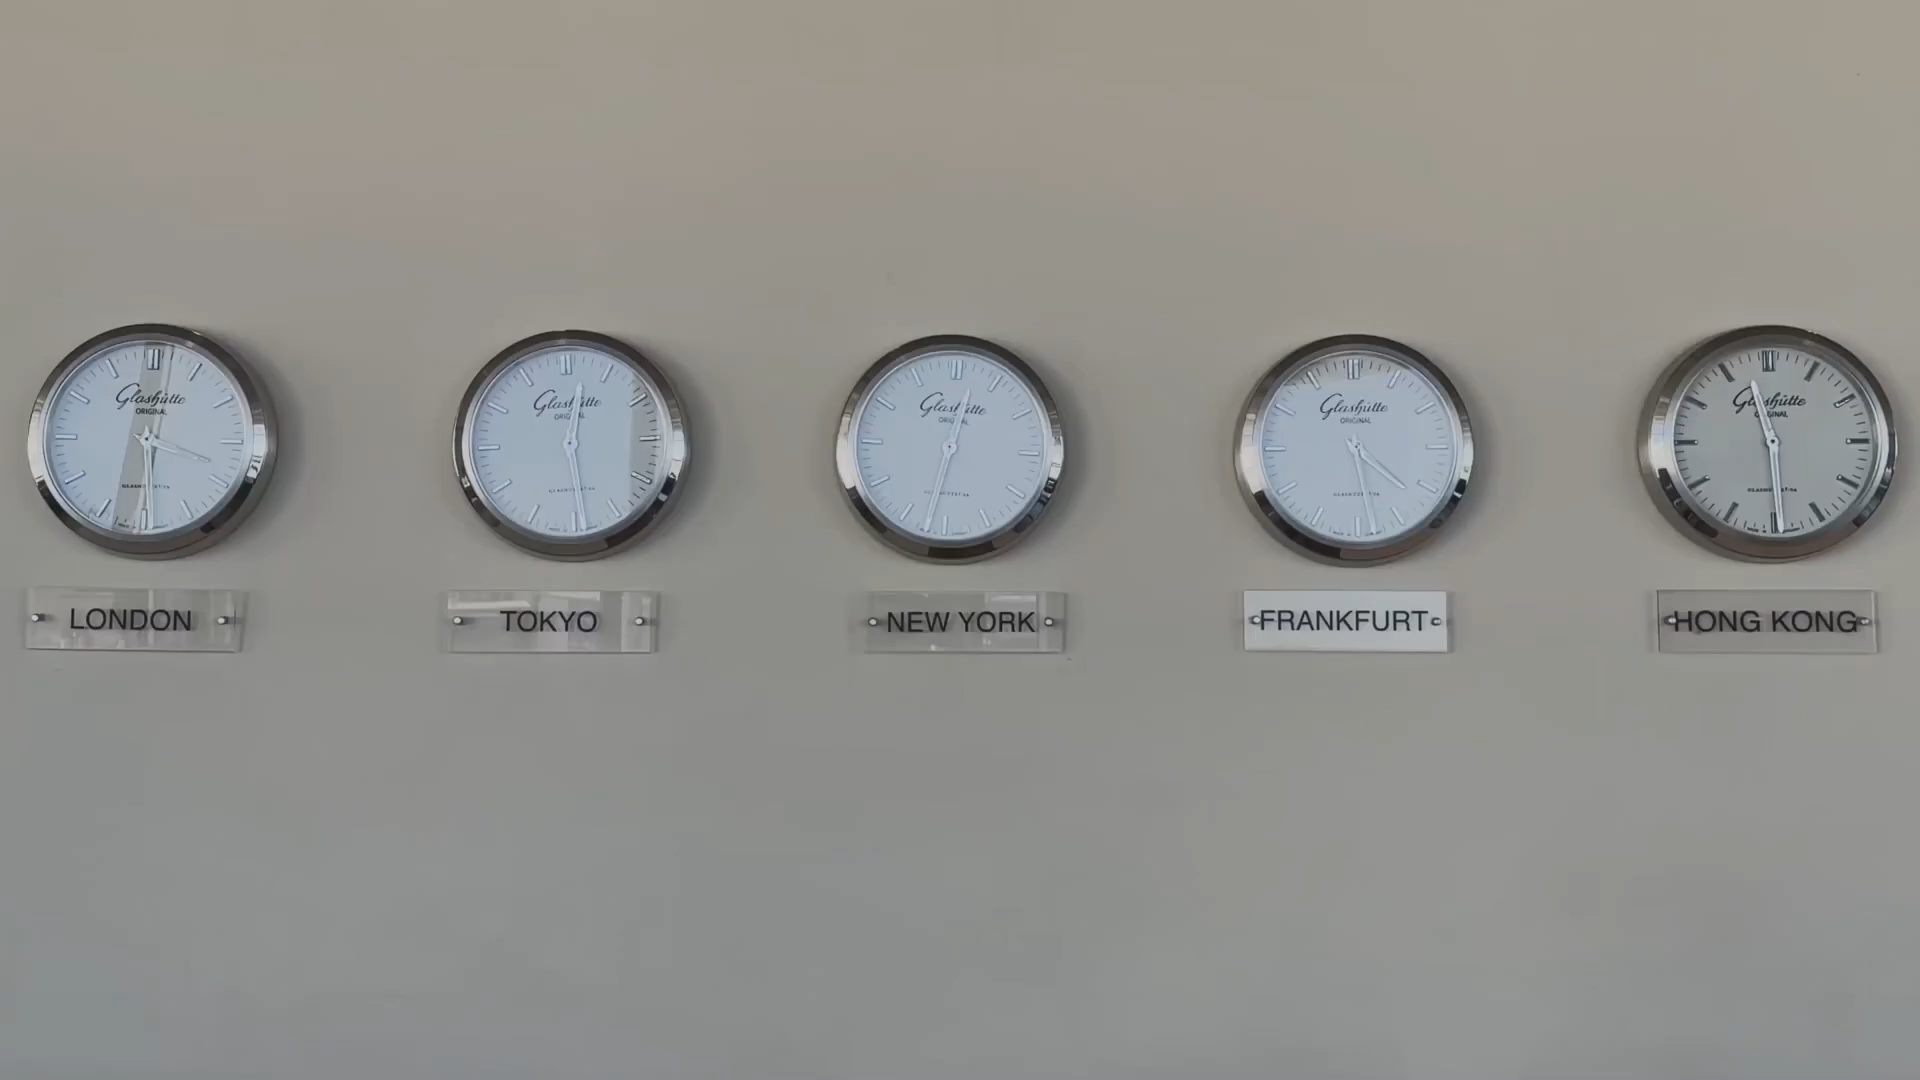 Glashütte
ORIGINAL
LONDON
Glashütte
ORIGINAL
TOKYO
Glashütte
ORIGINAL
NEW YORK
Glashütte
ORIGINAL
FRANKFURT
Glashütte
ORIGINAL
HONG KONG